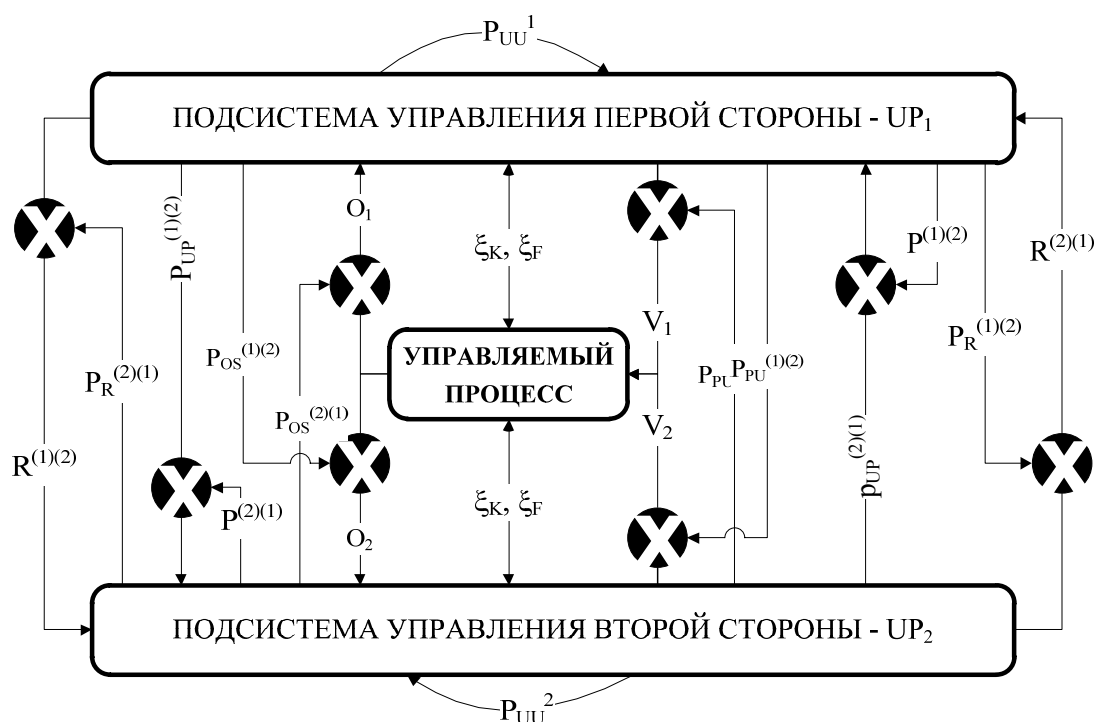 P_UU^1
ПОДСИСТЕМА УПРАВЛЕНИЯ ПЕРВОЙ СТОРОНЫ - UP₁
P_UP^(1)(2)
O₁
ξ_K, ξ_F
P^(1)(2)
R^(2)(1)
V₁
P_OS^(1)(2)
P_R^(2)(1)
УПРАВЛЯЕМЫЙ
ПРОЦЕСС
P_PU
P_PU^(1)(2)
P_R^(1)(2)
P_OS^(2)(1)
V₂
R^(1)(2)
p_UP^(2)(1)
P^(2)(1)
ξ_K, ξ_F
O₂
ПОДСИСТЕМА УПРАВЛЕНИЯ ВТОРОЙ СТОРОНЫ - UP₂
P_UU^2